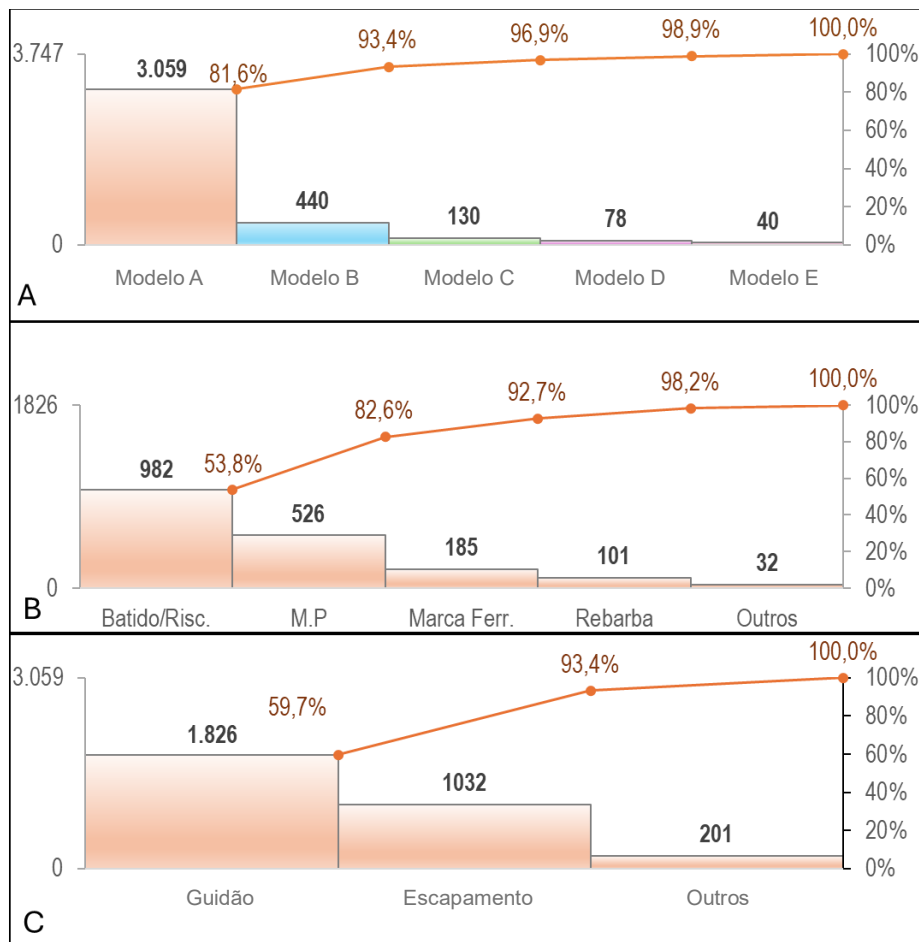 93,4% 96,9% 98,9% 100,0%
3.747 3.059 81,6% 100%
80%
60%
440 40%
130 78 40 20%
0 0%
Modelo A Modelo B Modelo C Modelo D Modelo E
A
100,0%
98,2%
92,7%
82,6%
1826 100%
982 53,8% 80%
60%
526 40%
185 101 32 20%
0 0%
Batido/Risc. M.P Marca Ferr. Rebarba Outros
B
100,0%
93,4%
3.059 100%
59,7%
1.826 80%
1032 60%
40%
201 20%
0 0%
Guidão Escapamento Outros
C